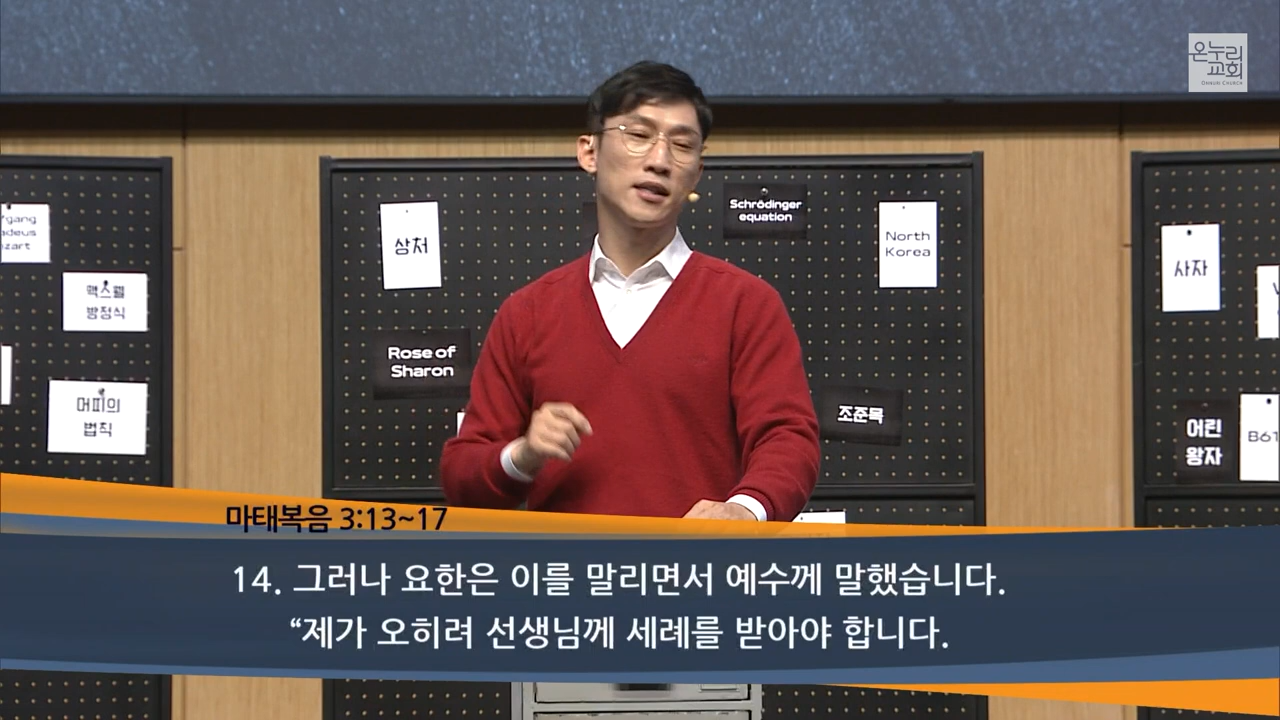 온누리
교회
ONNURI CHURCH
Schrödinger
equation
상처
North
Korea
사자
맥스웰
방정식
Rose of
Sharon
머피의
법칙
조준목
어린
왕자
B61
마태복음 3:13~17
14. 그러나 요한은 이를 말리면서 예수께 말했습니다.
“제가 오히려 선생님께 세례를 받아야 합니다.